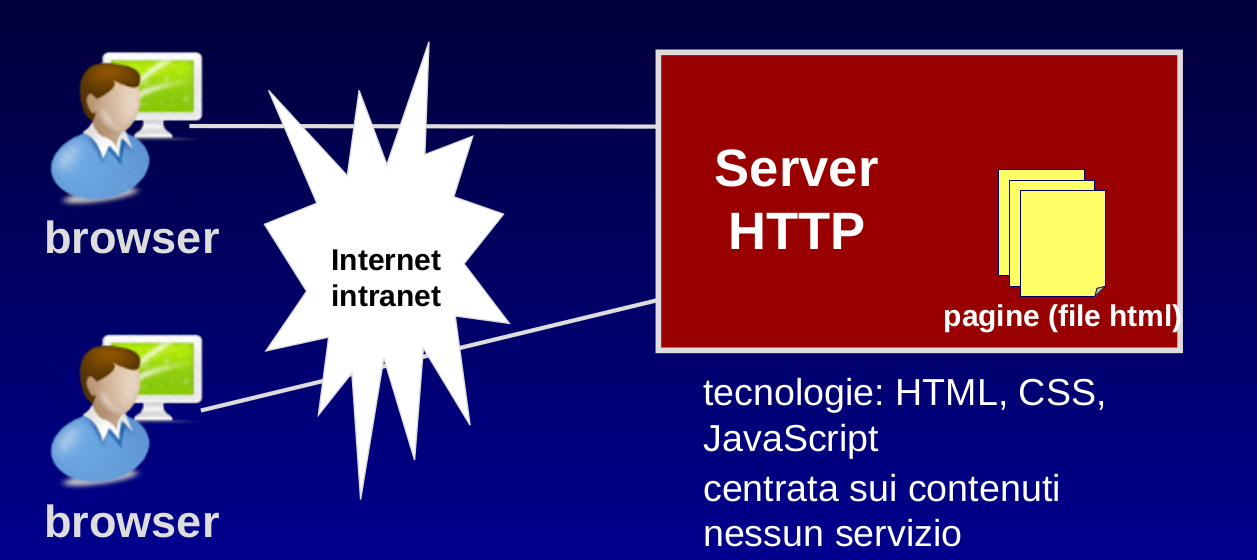 browser
Internet
intranet
browser
Server
HTTP
pagine (file html)
tecnologie: HTML, CSS,
JavaScript
centrata sui contenuti
nessun servizio